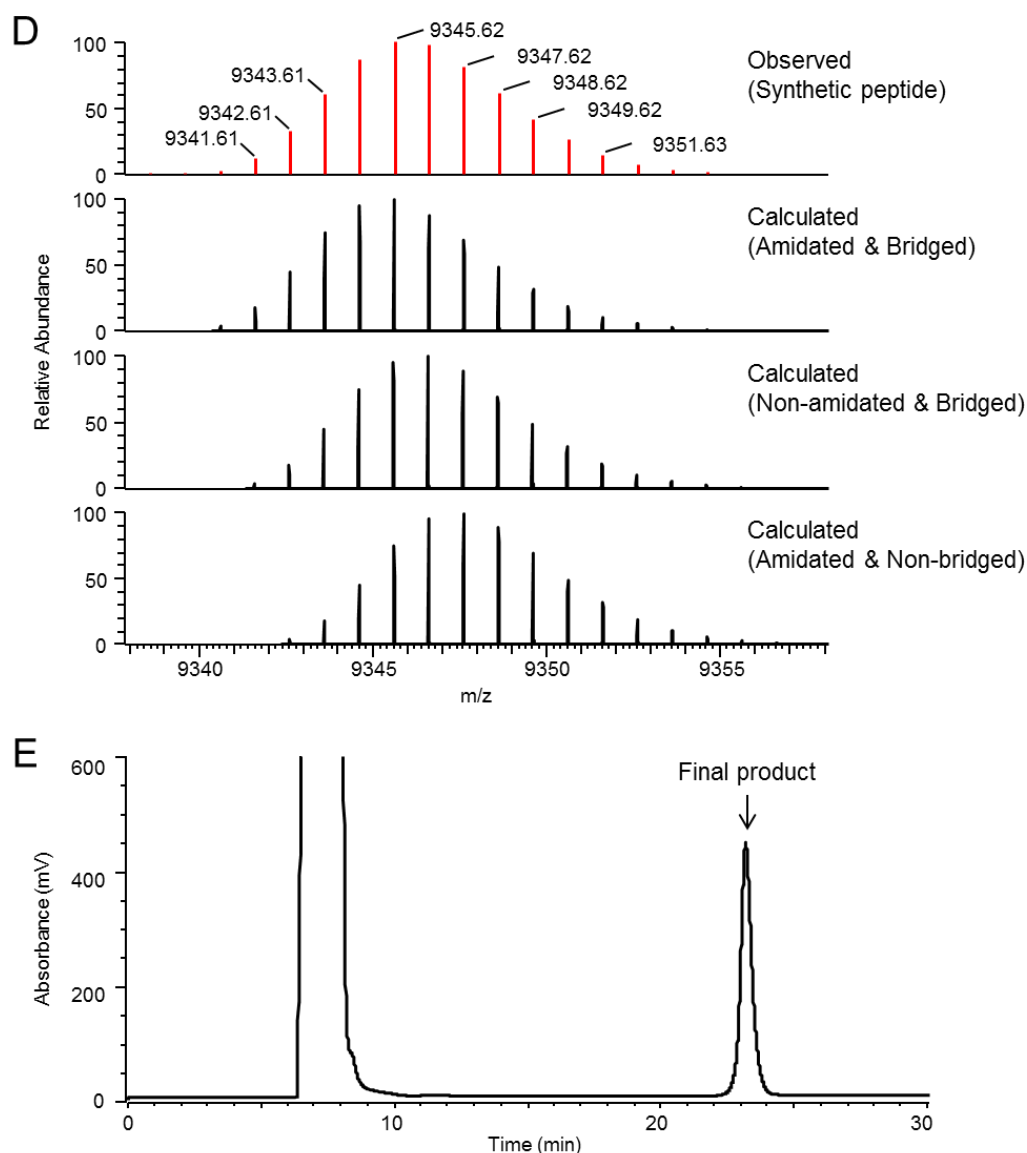 D
100
50
0
9341.61
9342.61
9343.61
9345.62
9347.62
9348.62
9349.62
9351.63
Observed
(Synthetic peptide)
100
50
0
Calculated
(Amidated & Bridged)
100
50
0
Calculated
(Non-amidated & Bridged)
100
50
0
Calculated
(Amidated & Non-bridged)
Relative Abundance
9340
9345
9350
9355
m/z
E
600
400
200
0
Absorbance (mV)
Final product
0
10
20
30
Time (min)